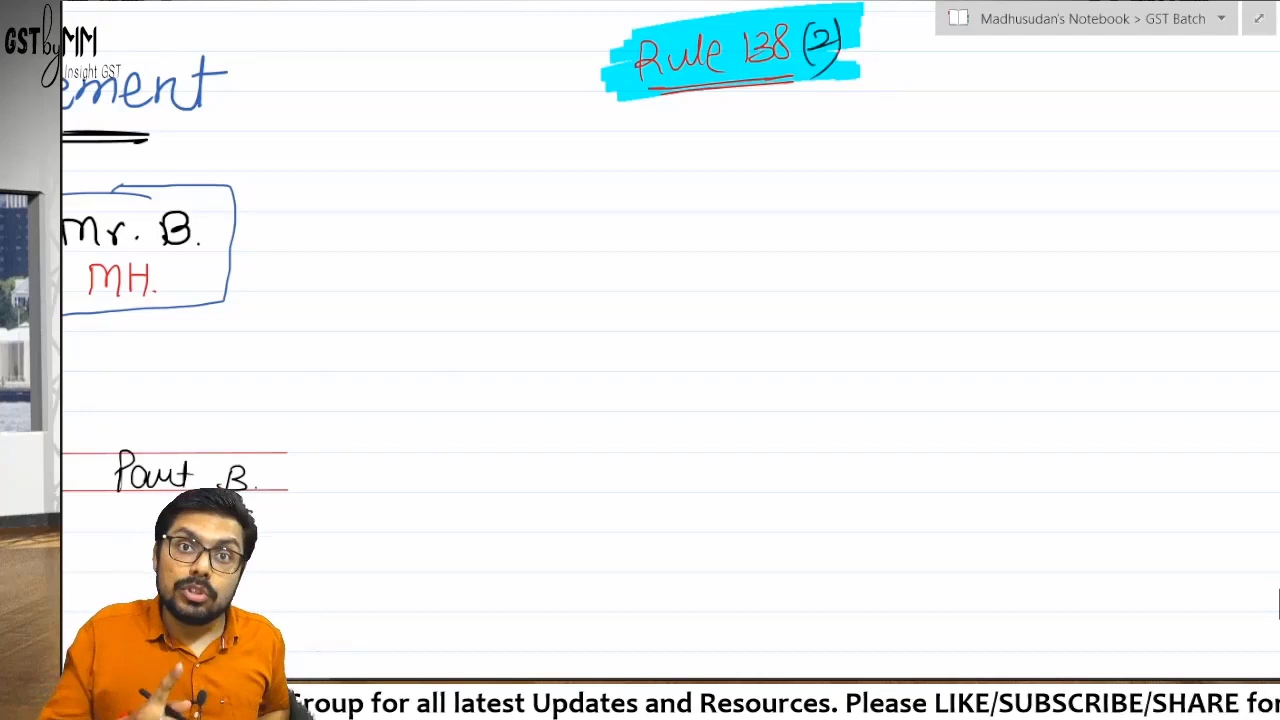 GST by MM
Insight GST
Madhusudan's Notebook > GST Batch
Rule 138 (2)
ement
Mr. B.
MH.
Part B.
Group for all latest Updates and Resources. Please LIKE/SUBSCRIBE/SHARE for